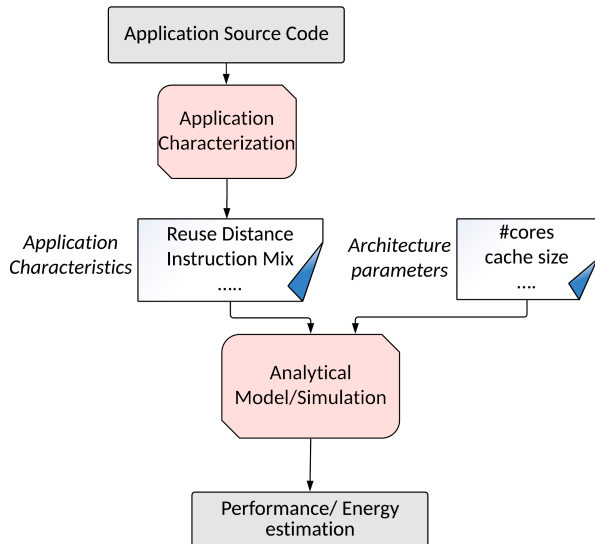 Application Source Code
Application
Characterization
Application
Characteristics
Reuse Distance
Instruction Mix
.....
Architecture
parameters
#cores
cache size
....
Analytical
Model/Simulation
Performance/ Energy
estimation